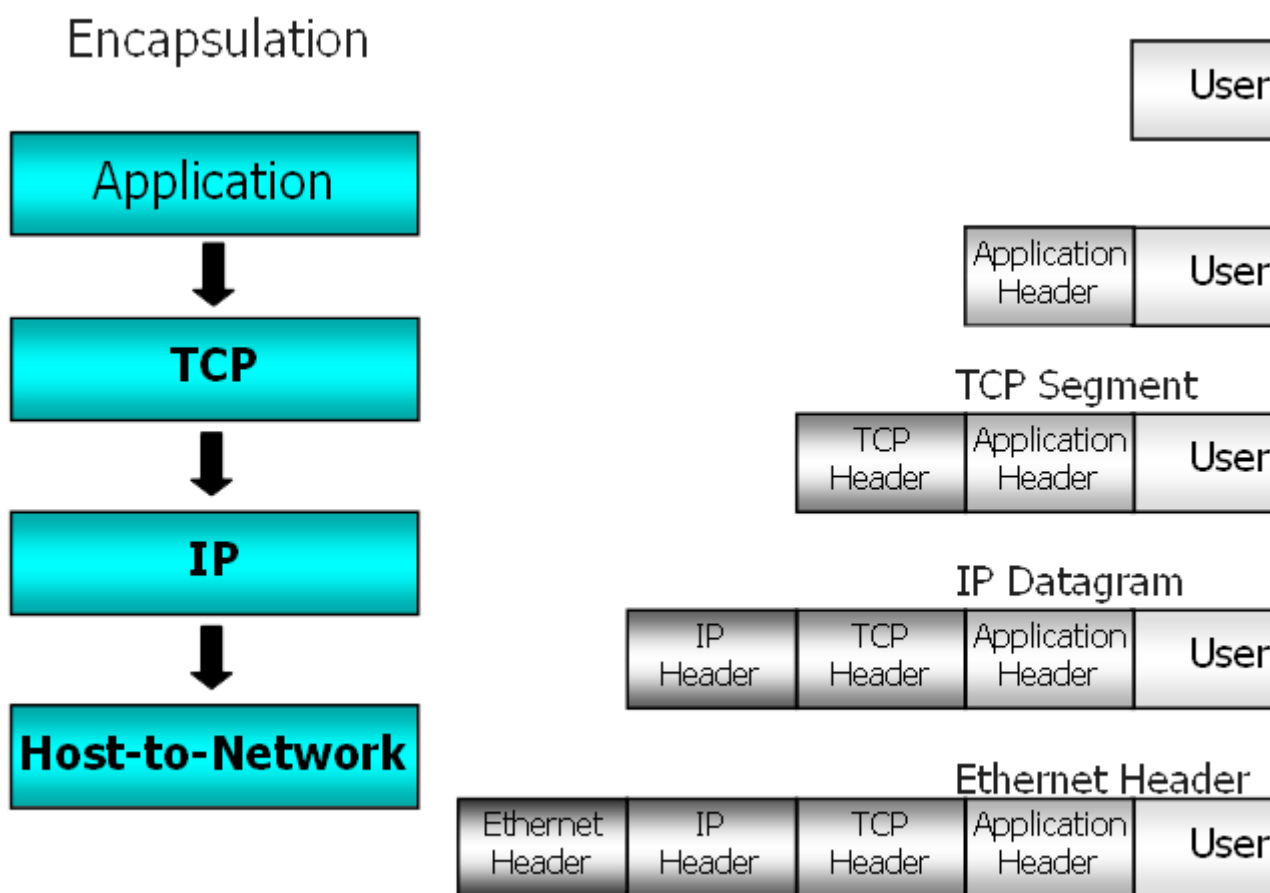 Encapsulation
Application
TCP
IP
Host-to-Network
User
Application
Header
User
TCP Segment
TCP
Header
Application
Header
User
IP Datagram
IP
Header
TCP
Header
Application
Header
User
Ethernet Header
Ethernet
Header
IP
Header
TCP
Header
Application
Header
User